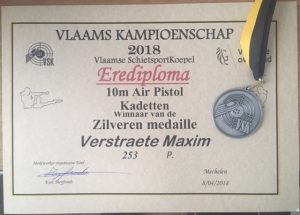 VLAAMS KAMPIOENSCHAP
2018
Vlaamse SchietsportKoepel
VSK
Erediploma
10m Air Pistol
Kadetten
Winnaar van de
Zilveren medaille
Verstraete Maxim
253 P.
Mechelen
8/04/2018
VSK